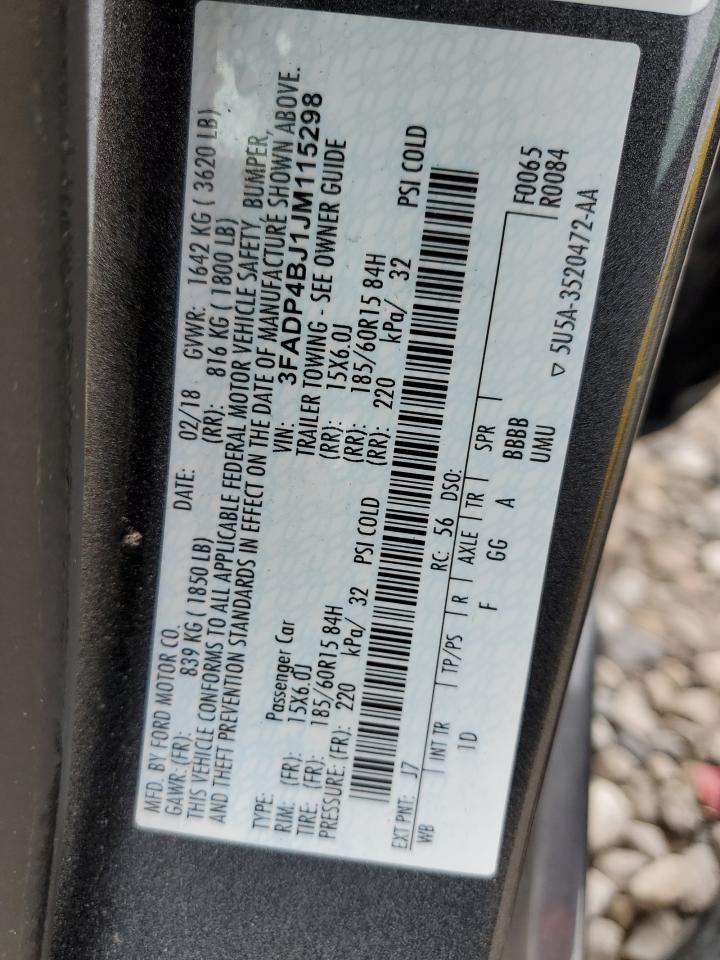 MFD. BY FORD MOTOR CO. DATE: 02/18 GVWR: 1642 KG ( 3620 LB)
GAWR: (FR): 839 KG ( 1850 LB) (RR): 816 KG ( 1800 LB)
THIS VEHICLE CONFORMS TO ALL APPLICABLE FEDERAL MOTOR VEHICLE SAFETY, BUMPER,
AND THEFT PREVENTION STANDARDS IN EFFECT ON THE DATE OF MANUFACTURE SHOWN ABOVE.
VIN: 3FADP4BJ1JM115298
TYPE: Passenger Car TRAILER TOWING - SEE OWNER GUIDE
RIM: (FR): 15X6.0J (RR): 15X6.0J
TIRE: (FR): 185/60R15 84H (RR): 185/60R15 84H
PRESSURE: (FR): 220 kPa/ 32 PSI COLD (RR): 220 kPa/ 32 PSI COLD
EXT PNT: J7 RC: 56 DSO:
WB INT TR TP/PS R AXLE TR SPR
1D F GG A BBBB F0065
UMU R0084
▽ 5U5A-3520472-AA